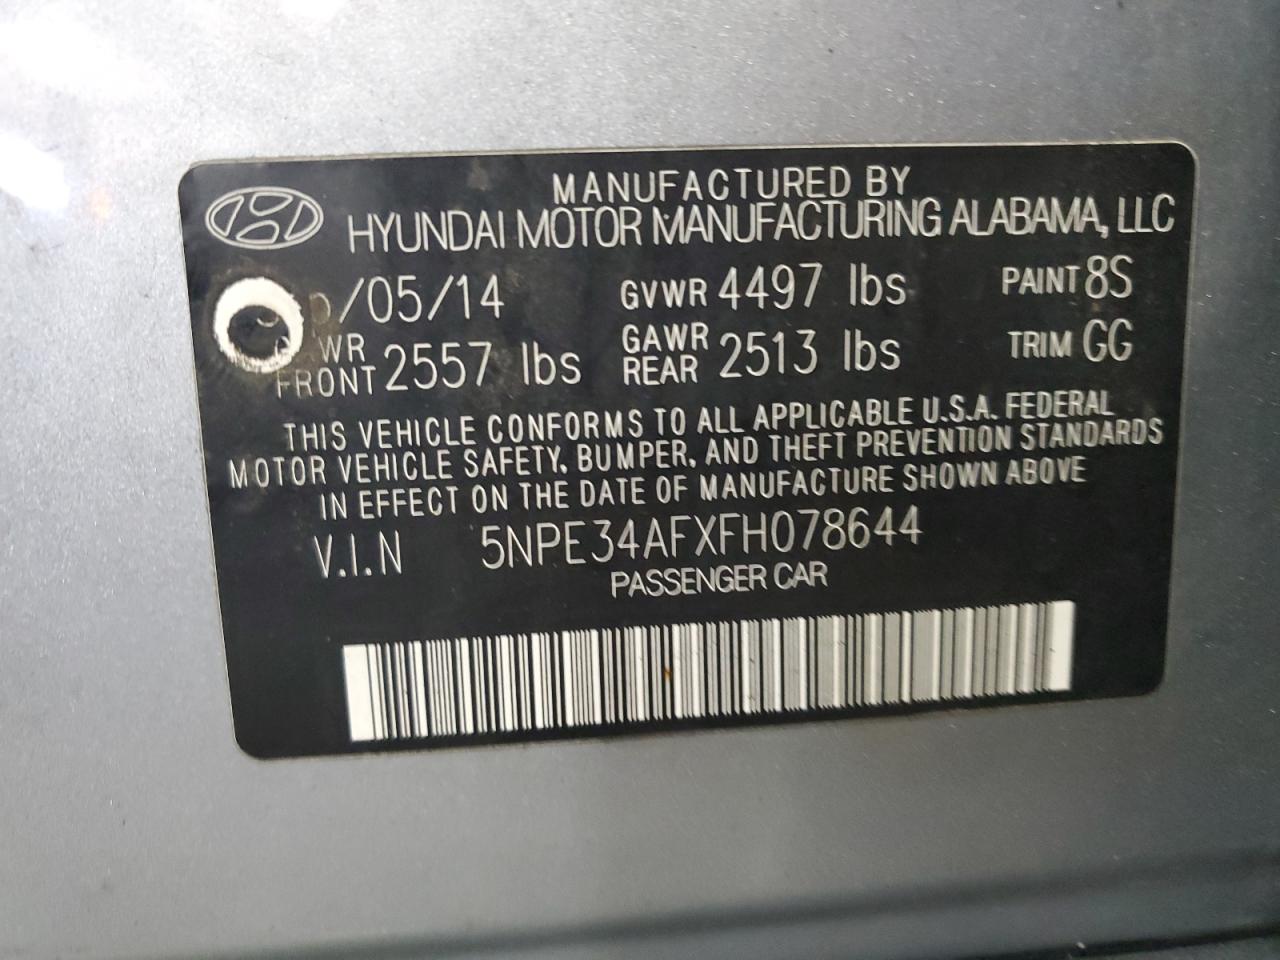 MANUFACTURED BY
HYUNDAI MOTOR MANUFACTURING ALABAMA, LLC
/05/14 GVWR 4497 lbs PAINT 8S
FRONT 2557 lbs GAWR REAR 2513 lbs TRIM GG
THIS VEHICLE CONFORMS TO ALL APPLICABLE U.S.A. FEDERAL
MOTOR VEHICLE SAFETY, BUMPER, AND THEFT PREVENTION STANDARDS
IN EFFECT ON THE DATE OF MANUFACTURE SHOWN ABOVE
V.I.N 5NPE34AFXFH078644
PASSENGER CAR